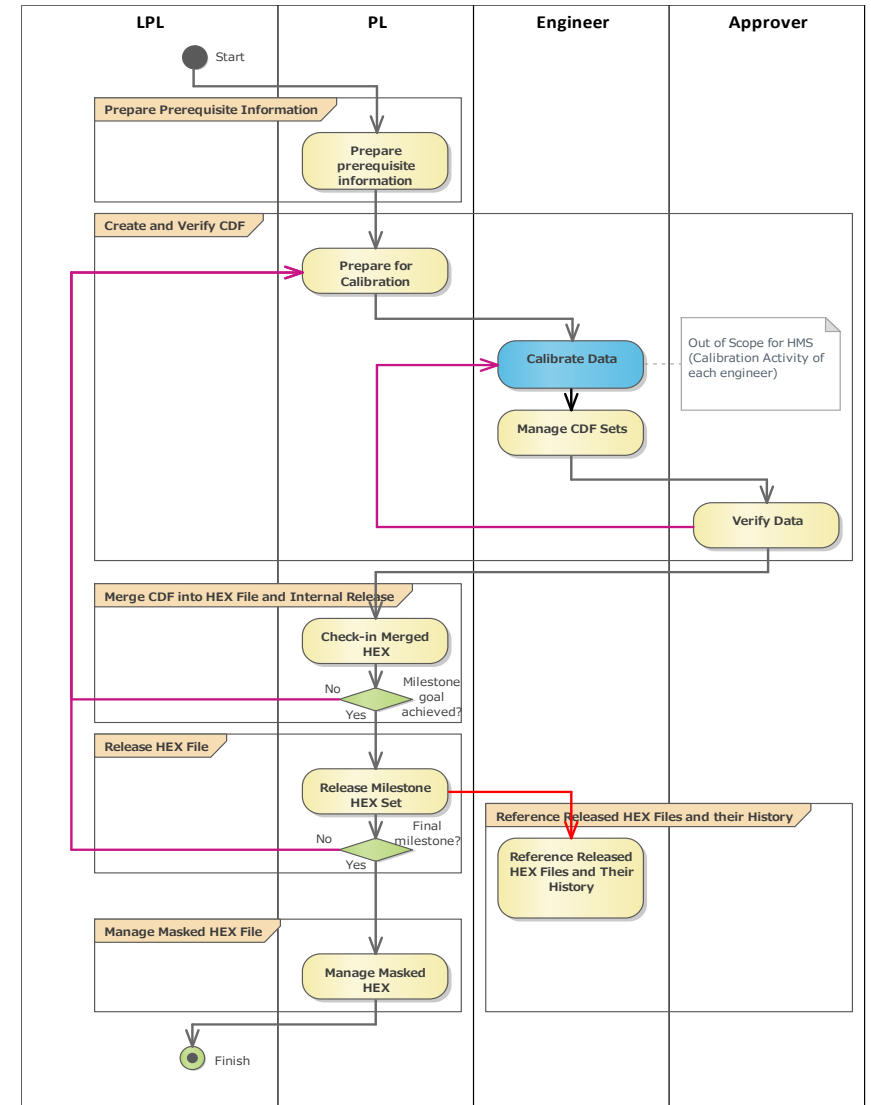 LPL
PL
Engineer
Approver
Start
Prepare Prerequisite Information
Prepare
prerequisite
information
Create and Verify CDF
Prepare for
Calibration
Calibrate Data
Out of Scope for HMS
(Calibration Activity of
each engineer)
Manage CDF Sets
Verify Data
Merge CDF into HEX File and Internal Release
Check-in Merged
HEX
No
Milestone
goal
achieved?
Yes
Release HEX File
Release Milestone
HEX Set
Reference Released HEX Files and their History
Final
milestone?
No
Yes
Reference Released
HEX Files and Their
History
Manage Masked HEX File
Manage Masked
HEX
Finish